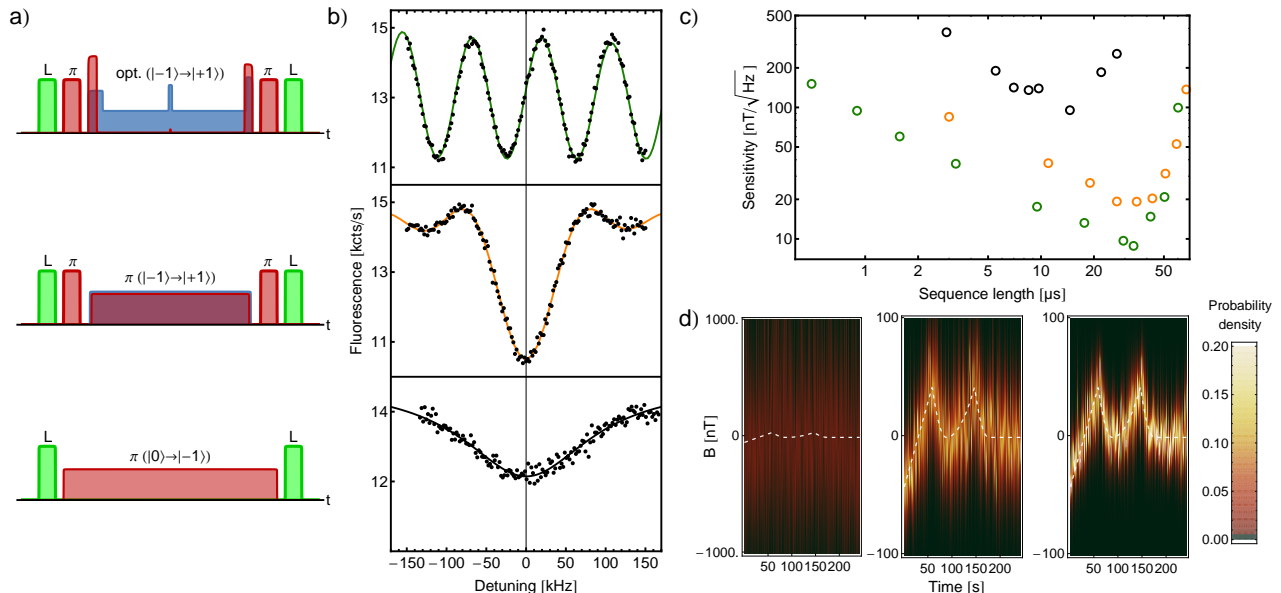 a)
L π opt. (|−1⟩→|+1⟩) π L
t
L π π (|−1⟩→|+1⟩) π L
t
L π (|0⟩→|−1⟩) L
t
b)
Fluorescence [kcts/s]
15
13
11
15
13
11
14
12
−150 −100 −50 0 50 100 150
Detuning [kHz]
c)
Sensitivity [nT/√Hz]
500
100
50
10
1 2 5 10 20 50
Sequence length [µs]
d)
B [nT]
1000.
0
−1000.
50 100 150 200
100
0
−100
50 100 150 200
100
0
−100
50 100 150 200
Time [s]
Probability
density
0.20
0.15
0.10
0.05
0.00